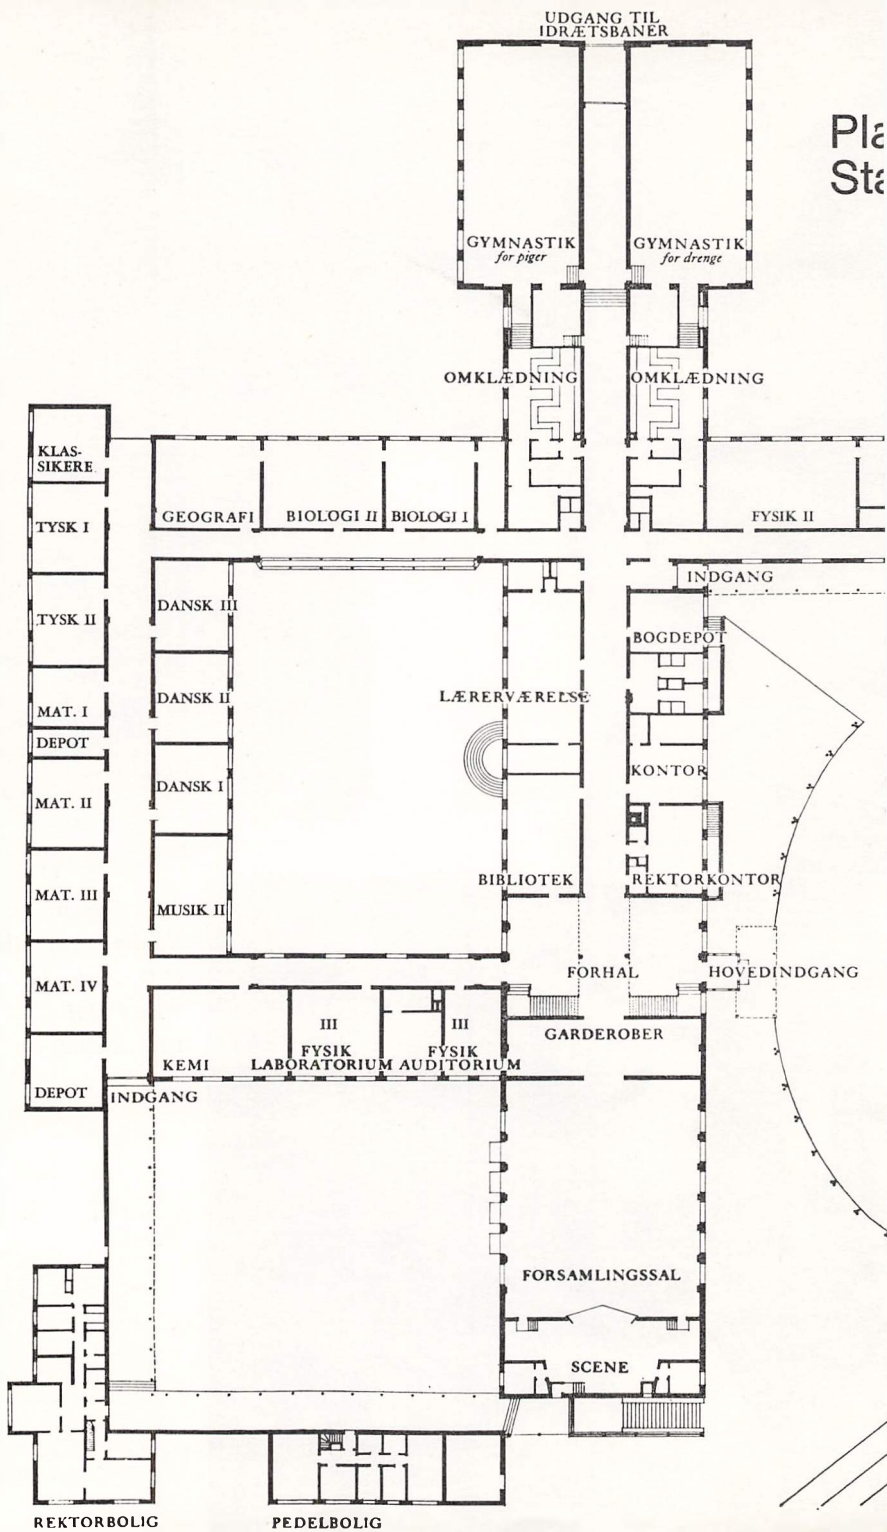 UDGANG TIL
IDRÆTSBANER
GYMNASTIK
for piger
GYMNASTIK
for drenge
OMKLÆDNING
OMKLÆDNING
KLAS-
SIKERE
GEOGRAFI
BIOLOGI II
BIOLOGI I
FYSIK II
TYSK I
INDGANG
DANSK III
TYSK II
BOGDEPOT
DANSK II
LÆRERVÆRELSE
MAT. I
DEPOT
KONTOR
DANSK I
MAT. II
BIBLIOTEK
REKTORKONTOR
MAT. III
MUSIK II
FORHAL
HOVEDINDGANG
MAT. IV
GARDEROBER
KEMI
III
FYSIK
LABORATORIUM
III
FYSIK
AUDITORIUM
DEPOT
INDGANG
FORSAMLINGSSAL
SCENE
REKTORBOLIG
PEDELBOLIG